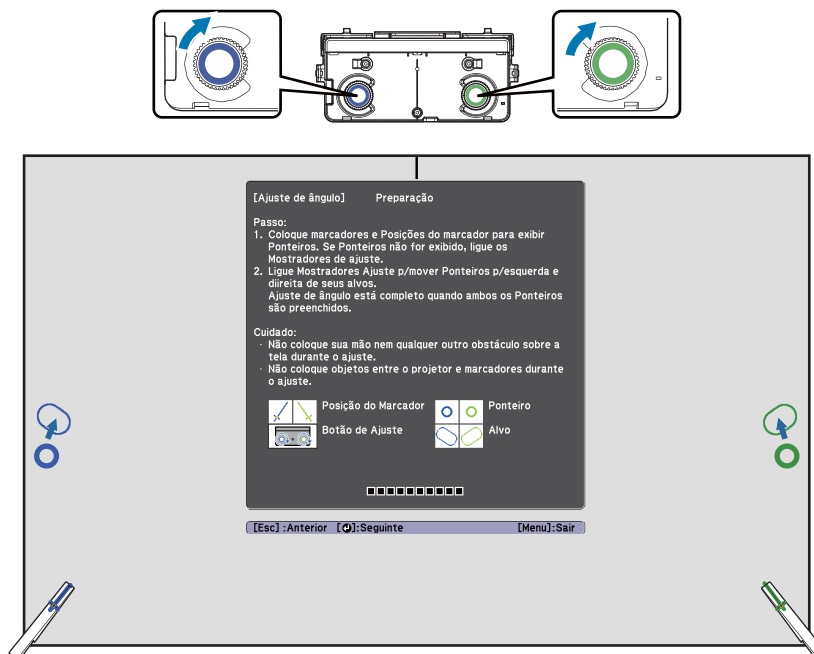 [Ajuste de ângulo] Preparação
Passo:
1. Coloque marcadores e Posições do marcador para exibir
Ponteiros. Se Ponteiros não for exibido, ligue os
Mostradores de ajuste.
2. Ligue Mostradores Ajuste p/mover Ponteiros p/esquerda e
diireita de seus alvos.
Ajuste de ângulo está completo quando ambos os Ponteiros
são preenchidos.
Cuidado:
· Não coloque sua mão nem qualquer outro obstáculo sobre a
tela durante o ajuste.
· Não coloque objetos entre o projetor e marcadores durante
o ajuste.
Posição do Marcador
Ponteiro
Botão de Ajuste
Alvo
[Esc] :Anterior [⏎]:Seguinte [Menu]:Sair